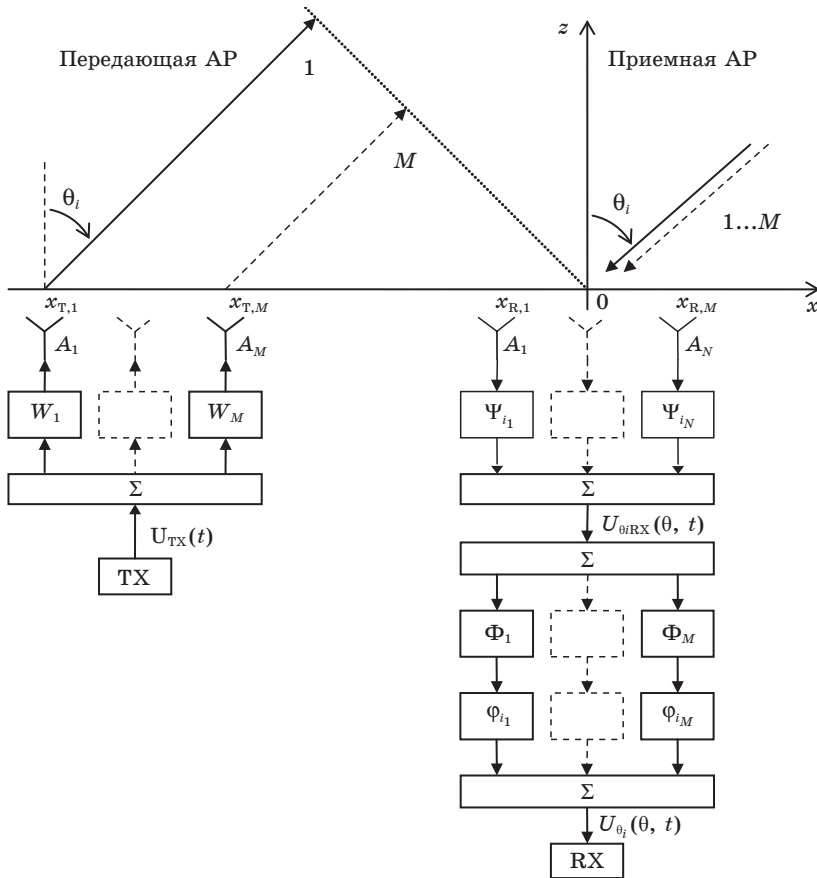 z
Передающая АР
Приемная АР
1
M
θi
θi
1...M
xT,1
xT,M
xR,1
0
xR,M
x
A1
AM
A1
AN
W1
WM
Ψi1
ΨiN
Σ
Σ
UTX(t)
UθiRX(θ, t)
TX
Σ
Φ1
ΦM
φi1
φiM
Σ
Uθi(θ, t)
RX